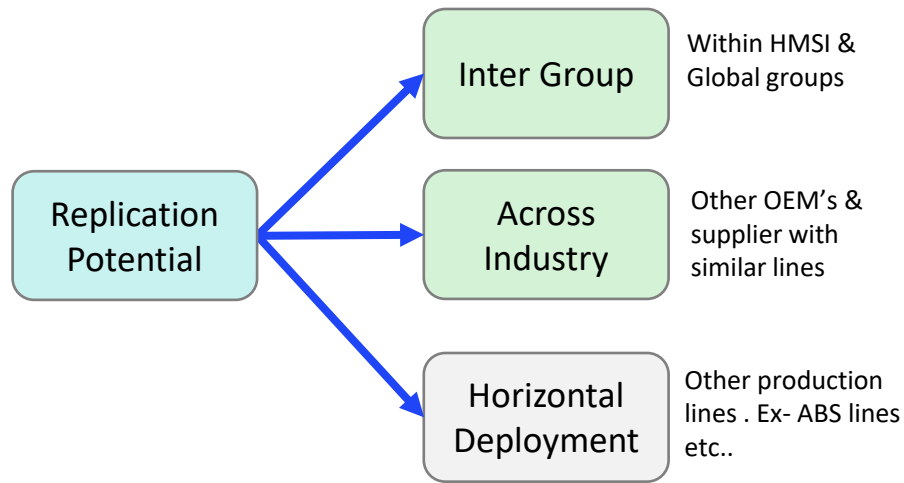 Inter Group
Within HMSI &
Global groups
Replication
Potential
Across
Industry
Other OEM's &
supplier with
similar lines
Horizontal
Deployment
Other production
lines . Ex- ABS lines
etc..